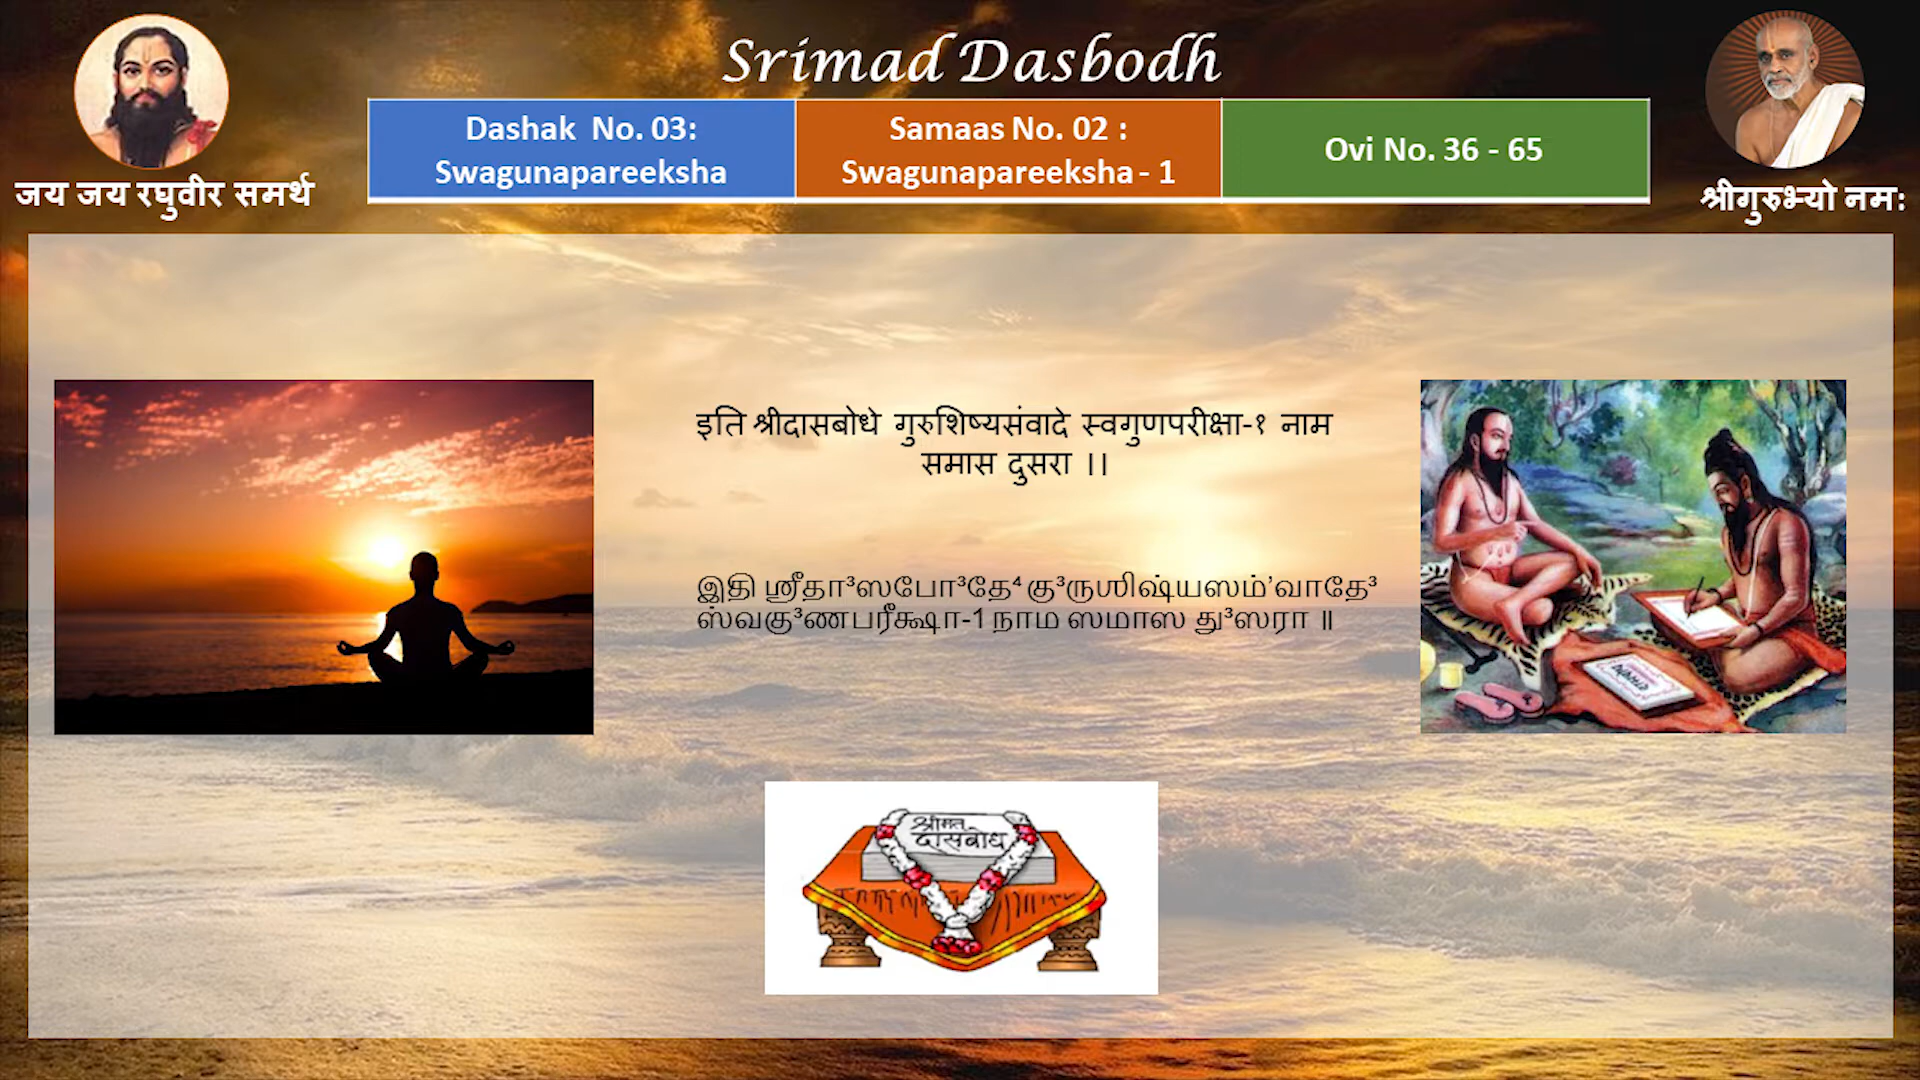 Srimad Dasbodh
Dashak No. 03:
Swagunapareeksha
Samaas No. 02 :
Swagunapareeksha - 1
Ovi No. 36 - 65
जय जय रघुवीर समर्थ
श्रीगुरुभ्यो नमः
इति श्रीदासबोधे गुरुशिष्यसंवादे स्वगुणपरीक्षा-१ नाम
समास दुसरा ।।
இதி ஶ்ரீதா³ஸபோ³தே⁴ கு³ருஶிஷ்யஸம்ʼவாதே³
ஸ்வகு³ணபரீக்ஷா-1 நாம ஸமாஸ து³ஸரா ॥
श्रीमत
दासबोध